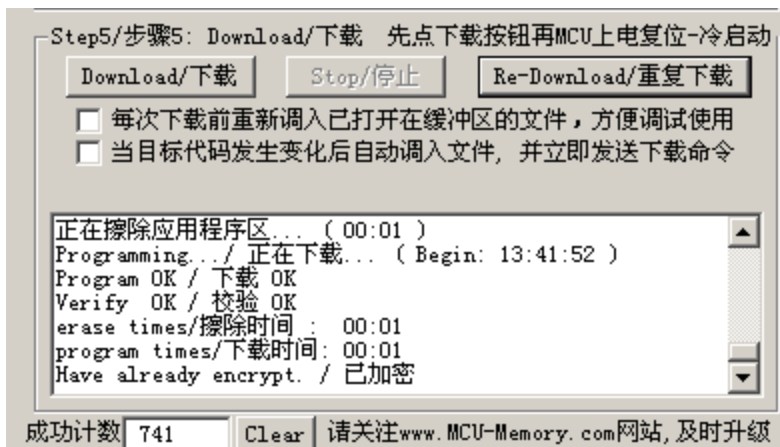 Step5/步骤5: Download/下载 先点下载按钮再MCU上电复位-冷启动
Download/下载 Stop/停止 Re-Download/重复下载
每次下载前重新调入已打开在缓冲区的文件，方便调试使用
当目标代码发生变化后自动调入文件, 并立即发送下载命令
正在擦除应用程序区... ( 00:01 )
Programming.../ 正在下载... ( Begin: 13:41:52 )
Program OK / 下载 OK
Verify OK / 校验 OK
erase times/擦除时间 : 00:01
program times/下载时间: 00:01
Have already encrypt. / 已加密
成功计数 741 Clear 请关注www.MCU-Memory.com网站,及时升级